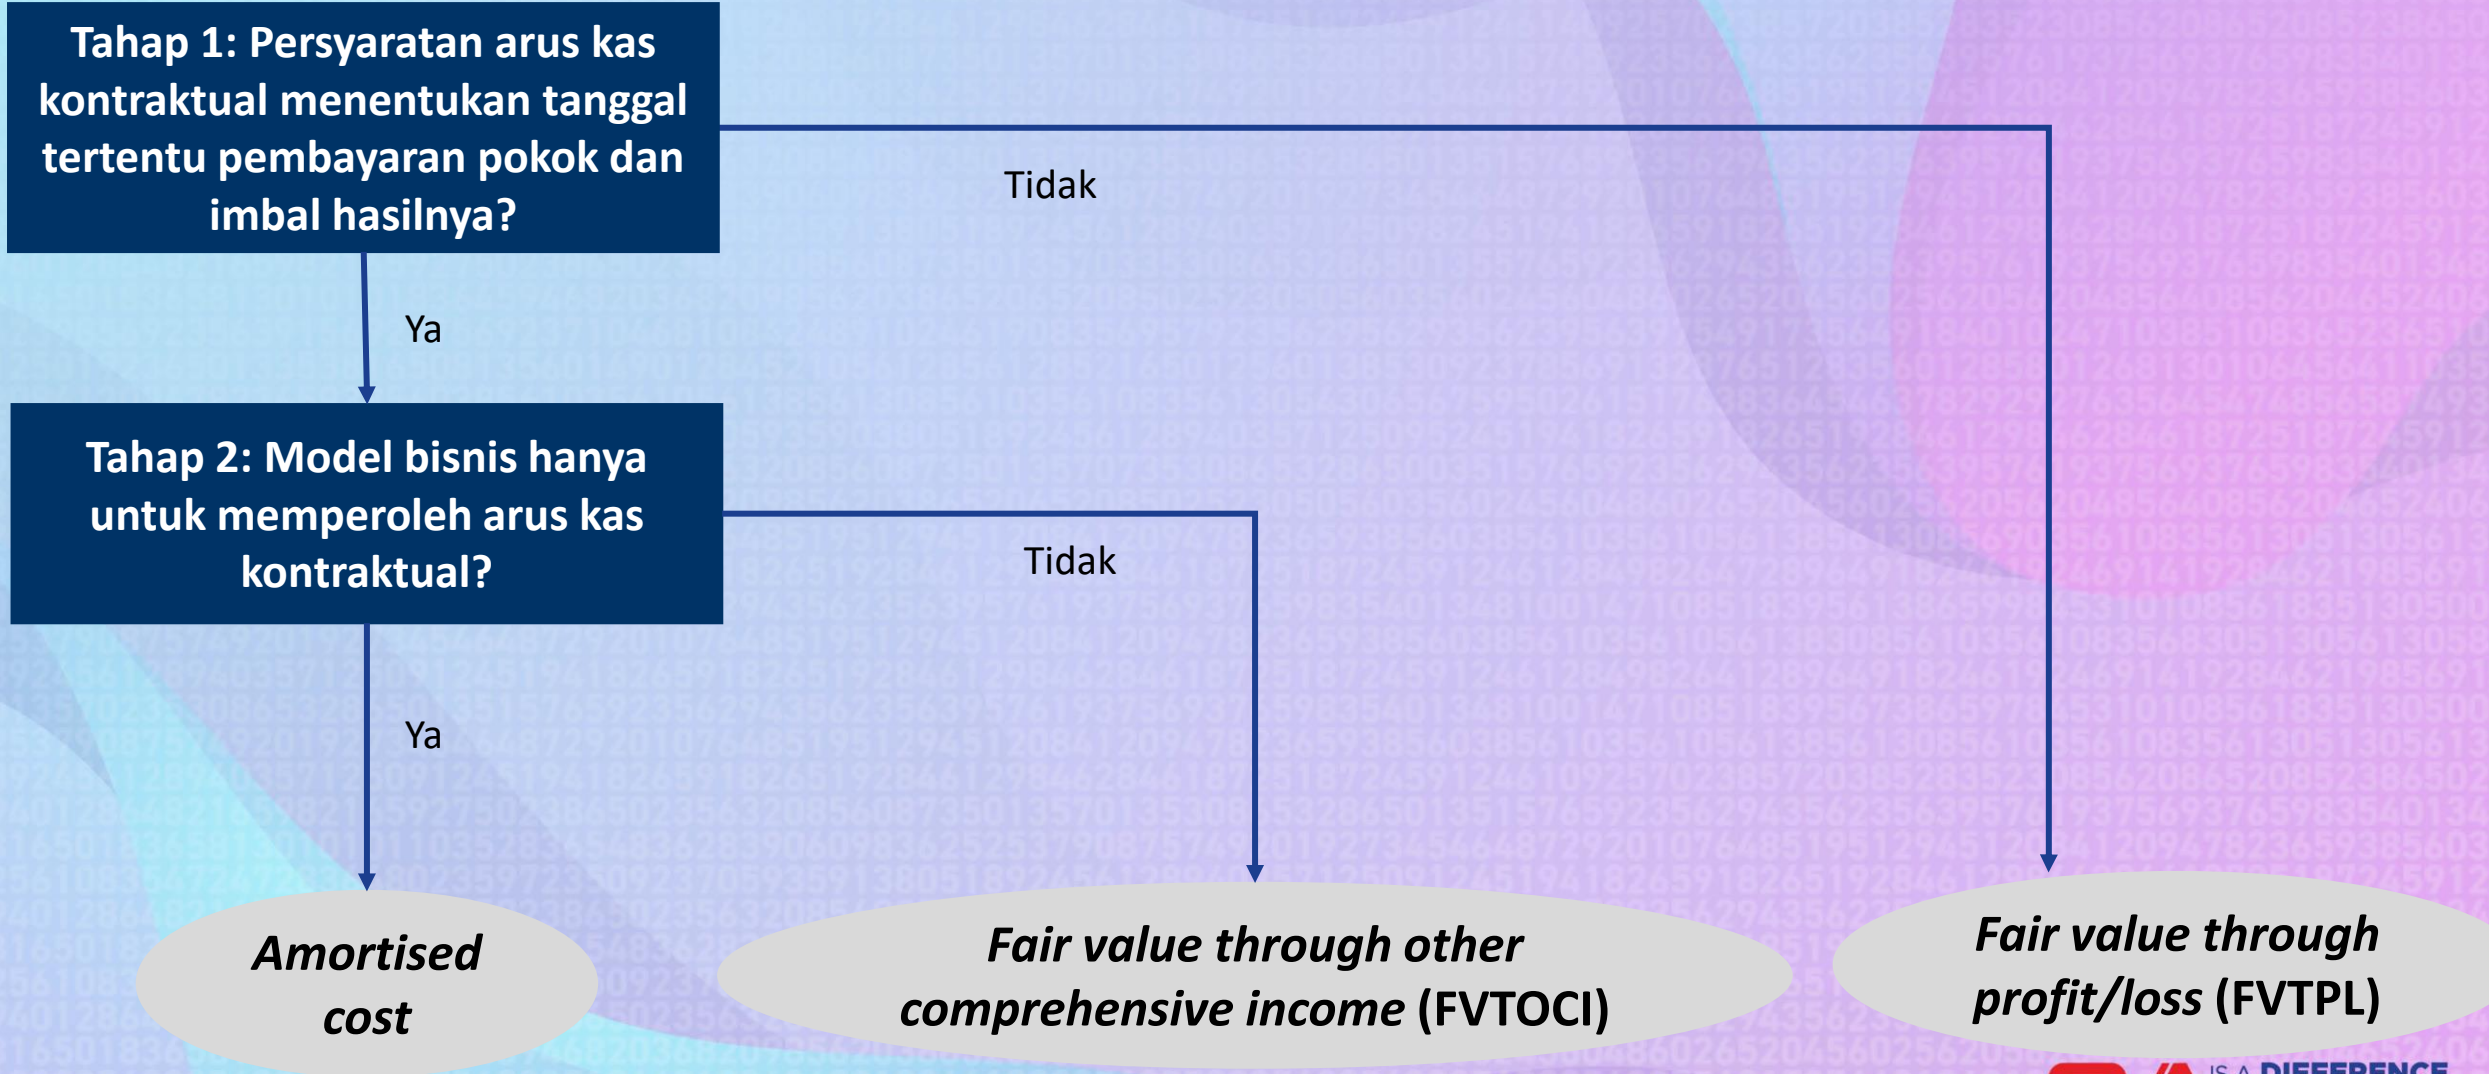 Tahap 1: Persyaratan arus kas
kontraktual menentukan tanggal
tertentu pembayaran pokok dan
imbal hasilnya?
Tidak
Ya
Tahap 2: Model bisnis hanya
untuk memperoleh arus kas
kontraktual?
Tidak
Ya
Amortised
cost
Fair value through other
comprehensive income (FVTOCI)
Fair value through
profit/loss (FVTPL)
IS A DIFFERENCE